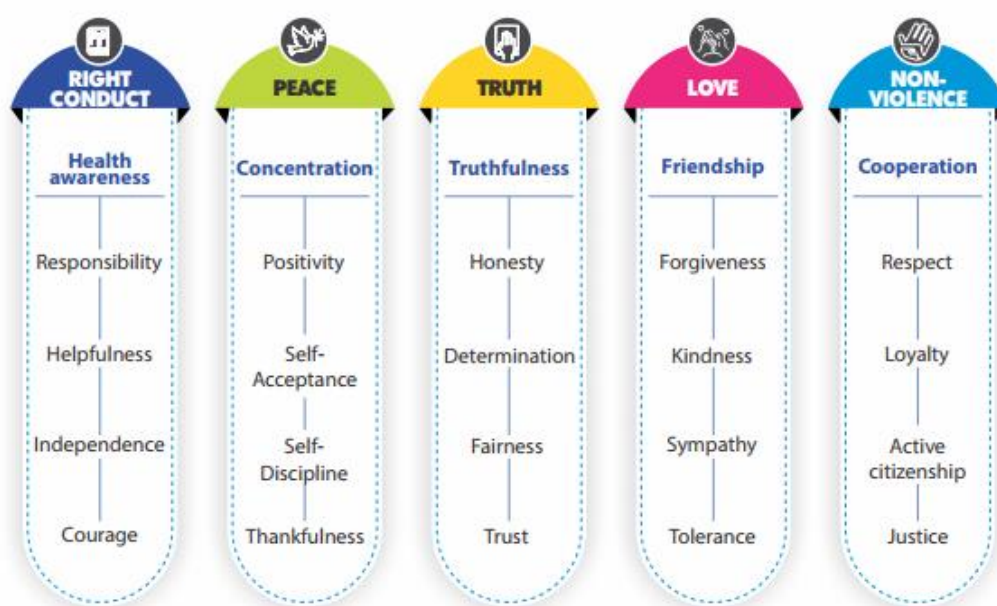 RIGHT
CONDUCT
Health
awareness
Responsibility
Helpfulness
Independence
Courage
PEACE
Concentration
Positivity
Self-
Acceptance
Self-
Discipline
Thankfulness
TRUTH
Truthfulness
Honesty
Determination
Fairness
Trust
LOVE
Friendship
Forgiveness
Kindness
Sympathy
Tolerance
NON-
VIOLENCE
Cooperation
Respect
Loyalty
Active
citizenship
Justice